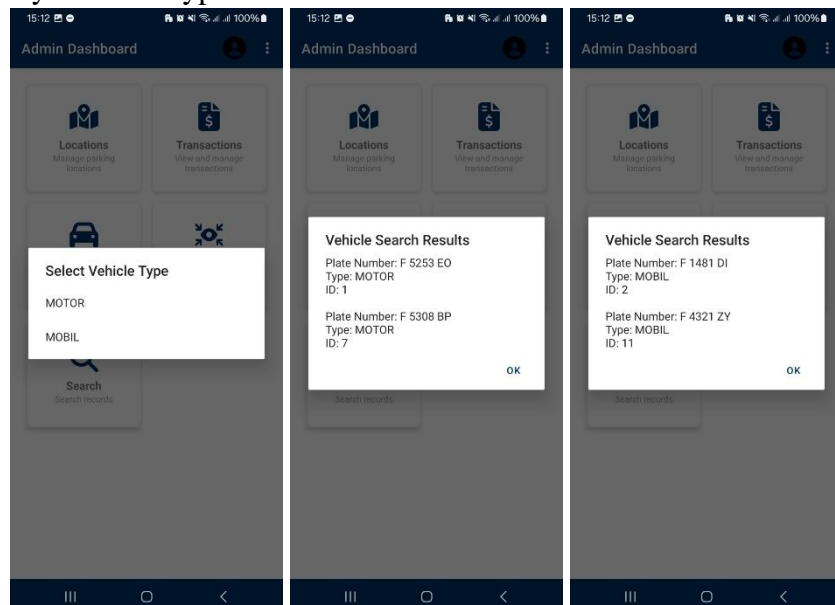 15:12
100%
Admin Dashboard
Locations
Manage parking
locations
Transactions
View and manage
transactions
Select Vehicle Type
MOTOR
MOBIL
Search
Search records
15:12
100%
Admin Dashboard
Locations
Manage parking
locations
Transactions
View and manage
transactions
Vehicle Search Results
Plate Number: F 5253 EO
Type: MOTOR
ID: 1
Plate Number: F 5308 BP
Type: MOTOR
ID: 7
OK
Search records
15:12
100%
Admin Dashboard
Locations
Manage parking
locations
Transactions
View and manage
transactions
Vehicle Search Results
Plate Number: F 1481 DI
Type: MOBIL
ID: 2
Plate Number: F 4321 ZY
Type: MOBIL
ID: 11
OK
Search records